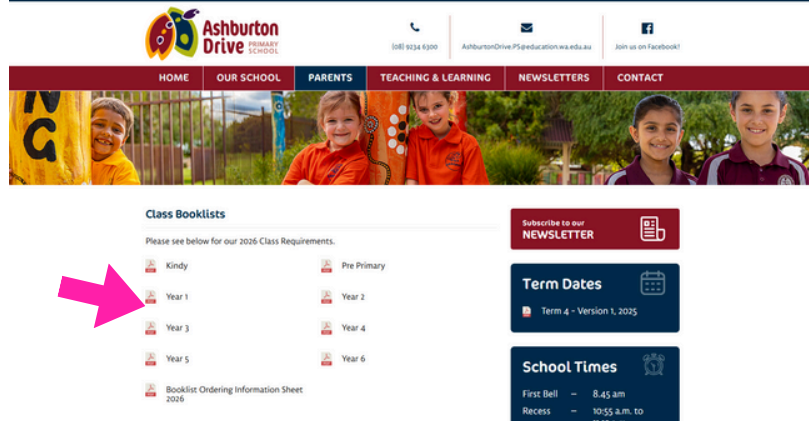 Ashburton
Drive PRIMARY SCHOOL
(08) 9234 6300
AshburtonDrive.PS@education.wa.edu.au
Join us on Facebook!
HOME OUR SCHOOL PARENTS TEACHING & LEARNING NEWSLETTERS CONTACT
N
G
Class Booklists
Please see below for our 2026 Class Requirements.
Kindy
Pre Primary
Year 1
Year 2
Year 3
Year 4
Year 5
Year 6
Booklist Ordering Information Sheet
2026
Subscribe to our
NEWSLETTER
Term Dates
Term 4 - Version 1, 2025
School Times
First Bell – 8.45 am
Recess – 10:55 a.m. to